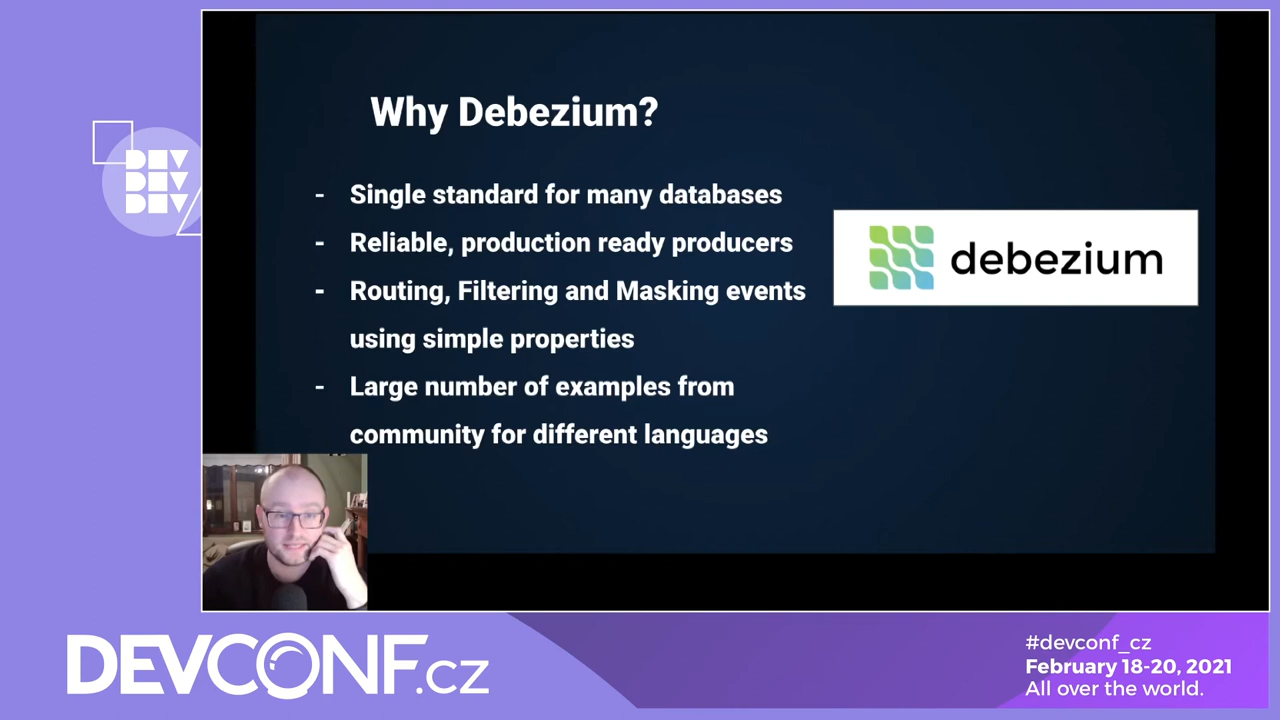 Why Debezium?
- Single standard for many databases
- Reliable, production ready producers
- Routing, Filtering and Masking events
using simple properties
- Large number of examples from
community for different languages
debezium
DEV
DEV
DEV
DEVCONF.cz
#devconf_cz
February 18-20, 2021
All over the world.